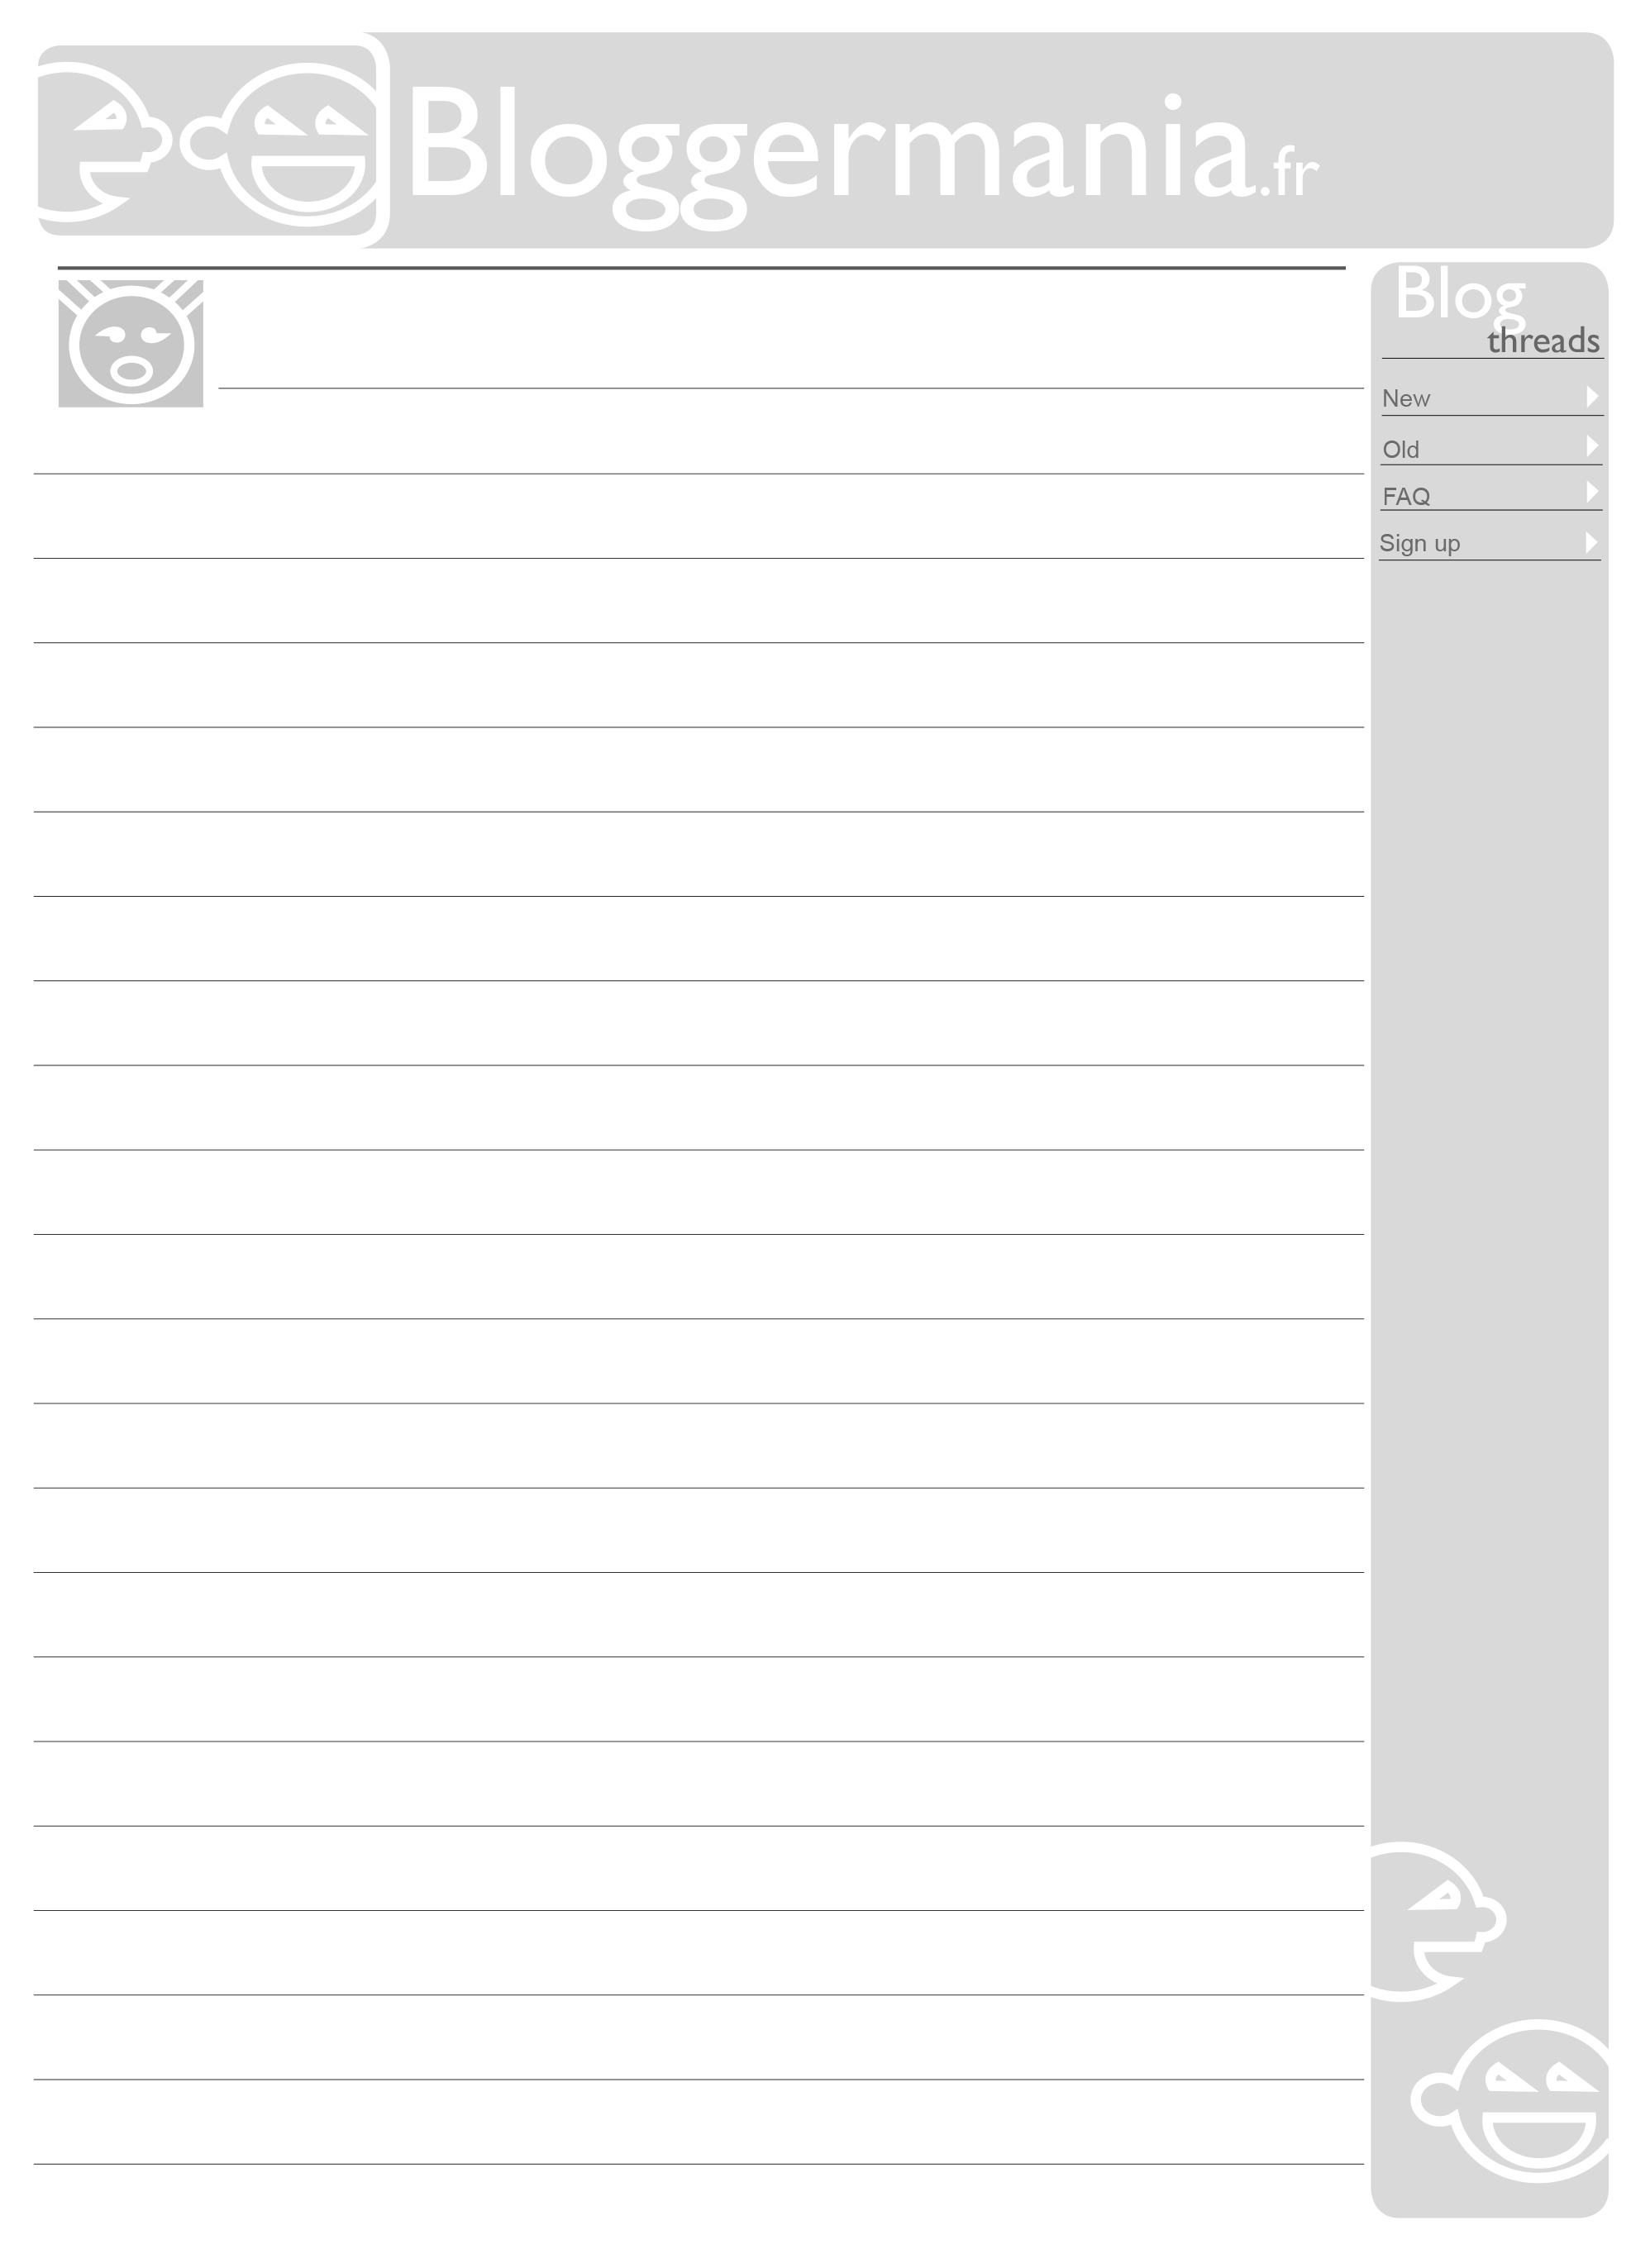 Bloggermania.fr
Blog
threads
New
Old
FAQ
Sign up